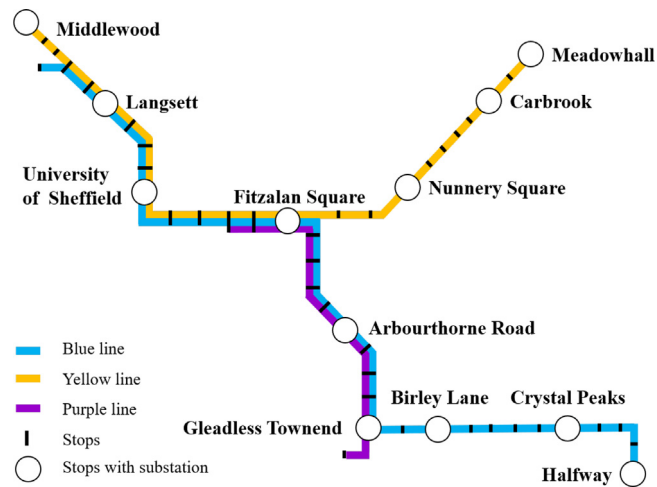 Middlewood
Meadowhall
Langsett
Carbrook
University
of Sheffield
Fitzalan Square
Nunnery Square
Arbourthorne Road
Blue line
Yellow line
Purple line
Stops
Stops with substation
Gleadless Townend
Birley Lane
Crystal Peaks
Halfway